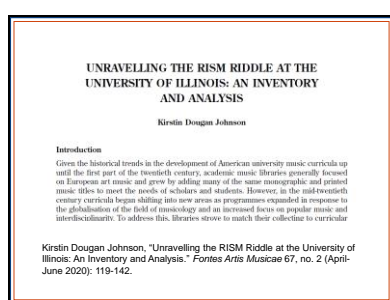 UNRAVELLING THE RISM RIDDLE AT THE
UNIVERSITY OF ILLINOIS: AN INVENTORY
AND ANALYSIS
Kirstin Dougan Johnson
Introduction
Given the historical trends in the development of American university music curricula up
until the first part of the twentieth century, academic music libraries generally focused
on European art music and grew by adding many of the same monographic and printed
music titles to meet the needs of scholars and students. However, in the mid-twentieth
century curricula began shifting into new areas as programmes expanded in response to
the globalisation of the field of musicology and an increased focus on popular music and
interdisciplinarity. To address this, libraries strove to match their collecting to curricular
Kirstin Dougan Johnson, “Unravelling the RISM Riddle at the University of
Illinois: An Inventory and Analysis.” Fontes Artis Musicae 67, no. 2 (April-
June 2020): 119-142.